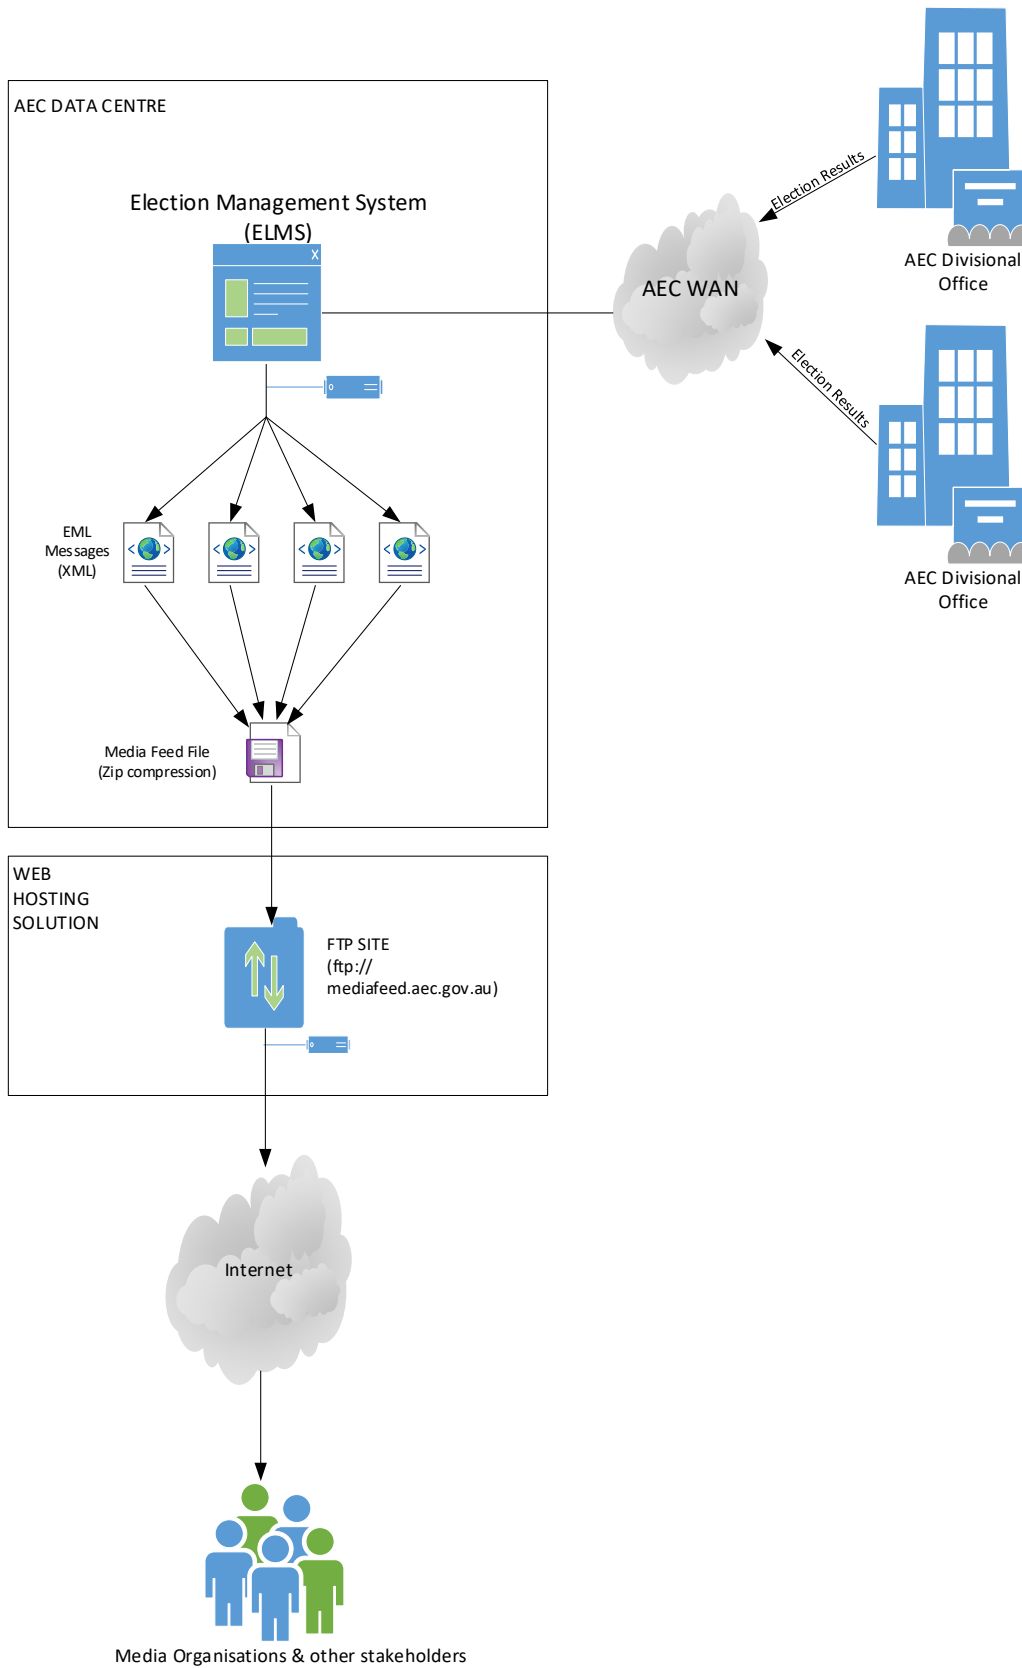 AEC DATA CENTRE
Election Management System
(ELMS)
X
Election Results
AEC Divisional
Office
AEC WAN
Election Results
AEC Divisional
Office
EML
Messages
(XML)
Media Feed File
(Zip compression)
WEB
HOSTING
SOLUTION
FTP SITE
(ftp://
mediafeed.aec.gov.au)
Internet
Media Organisations & other stakeholders